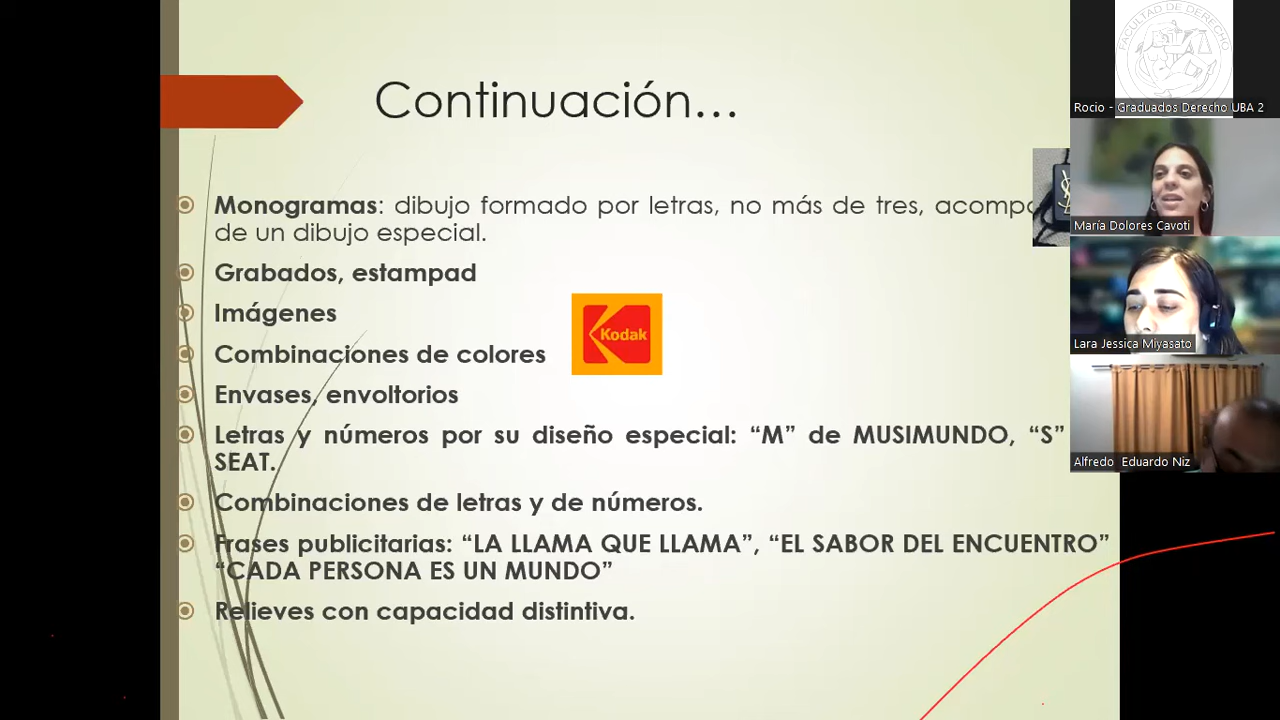 Continuación…
Monogramas: dibujo formado por letras, no más de tres,
de un dibujo especial.
Grabados, estampad
Imágenes
Combinaciones de colores
Kodak
Envases, envoltorios
Letras y números por su diseño especial: “M” de MUSIMUNDO, “S”
SEAT.
Combinaciones de letras y de números.
Frases publicitarias: “LA LLAMA QUE LLAMA”, “EL SABOR DEL ENCUENTRO”
“CADA PERSONA ES UN MUNDO”
Relieves con capacidad distintiva.
FACULTAD DE DERECHO
Rocio - Graduados Derecho UBA 2
María Dolores Cavoti
Lara Jessica Miyasato
Alfredo Eduardo Niz